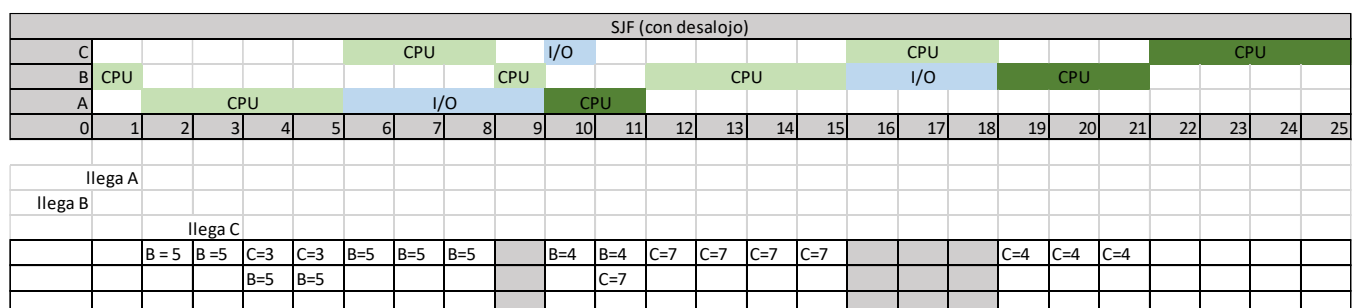 SJF (con desalojo)
C CPU I/O CPU CPU
B CPU CPU CPU I/O CPU
A CPU I/O CPU
0 1 2 3 4 5 6 7 8 9 10 11 12 13 14 15 16 17 18 19 20 21 22 23 24 25
llega A
llega B
llega C
B = 5 B =5 C=3 C=3 B=5 B=5 B=5 B=4 B=4 C=7 C=7 C=7 C=7 C=4 C=4 C=4
B=5 B=5 C=7